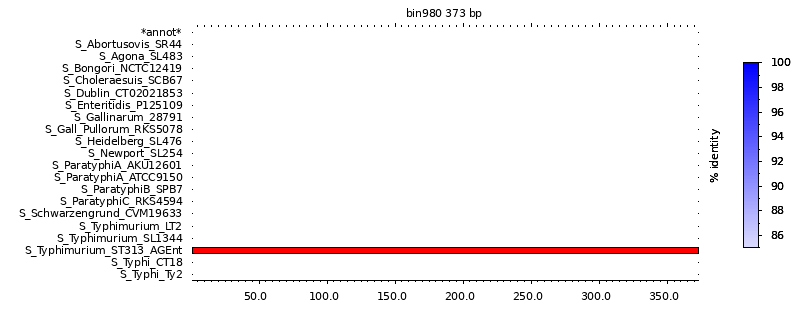 bin980 373 bp
*annot*
S_Abortusovis_SR44
S_Agona_SL483
S_Bongori_NCTC12419
S_Choleraesuis_SCB67
S_Dublin_CT02021853
S_Enteritidis_P125109
S_Gallinarum_28791
S_Gall_Pullorum_RKS5078
S_Heidelberg_SL476
S_Newport_SL254
S_ParatyphiA_AKU12601
S_ParatyphiA_ATCC9150
S_ParatyphiB_SPB7
S_ParatyphiC_RKS4594
S_Schwarzengrund_CVM19633
S_Typhimurium_LT2
S_Typhimurium_SL1344
S_Typhimurium_ST313_AGEnt
S_Typhi_CT18
S_Typhi_Ty2
50.0 100.0 150.0 200.0 250.0 300.0 350.0
% identity
100
98
96
94
92
90
88
86